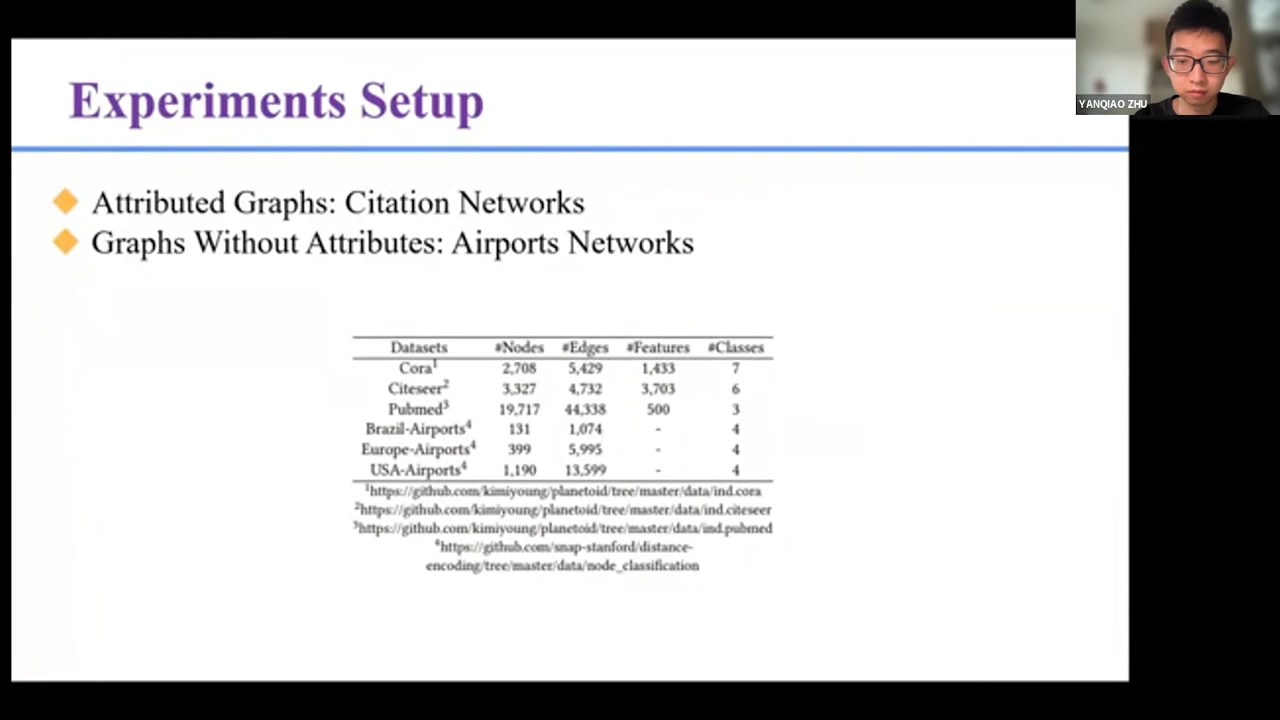 Experiments Setup
YANQIAO ZHU
Attributed Graphs: Citation Networks
Graphs Without Attributes: Airports Networks
Datasets #Nodes #Edges #Features #Classes
Cora¹ 2,708 5,429 1,433 7
Citeseer² 3,327 4,732 3,703 6
Pubmed³ 19,717 44,338 500 3
Brazil-Airports⁴ 131 1,074 - 4
Europe-Airports⁴ 399 5,995 - 4
USA-Airports⁴ 1,190 13,599 - 4
¹https://github.com/kimiyoung/planetoid/tree/master/data/ind.cora
²https://github.com/kimiyoung/planetoid/tree/master/data/ind.citeseer
³https://github.com/kimiyoung/planetoid/tree/master/data/ind.pubmed
⁴https://github.com/snap-stanford/distance-
encoding/tree/master/data/node_classification